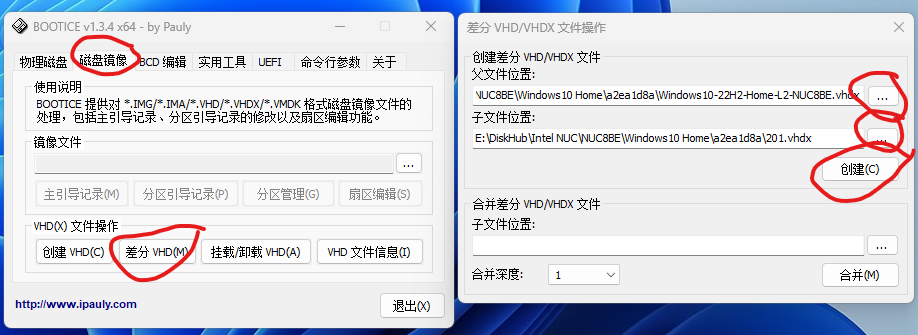 BOOTICE v1.3.4 x64 - by Pauly
物理磁盘 磁盘镜像 BCD 编辑 实用工具 UEFI 命令行参数 关于
使用说明
BOOTICE 提供对 *.IMG/*.IMA/*.VHD/*.VHDX/*.VMDK 格式磁盘镜像文件的
处理，包括主引导记录、分区引导记录的修改以及扇区编辑功能。
镜像文件
...
主引导记录(M) 分区引导记录(P) 分区管理(G) 扇区编辑(S)
VHD(X) 文件操作
创建 VHD(C) 差分 VHD(M) 挂载/卸载 VHD(A) VHD 文件信息(I)
http://www.ipauly.com
退出(X)
差分 VHD/VHDX 文件操作
创建差分 VHD/VHDX 文件
父文件位置:
NUC8BE\Windows10 Home\a2ea1d8a\Windows10-22H2-Home-L2-NUC8BE.vhdx ...
子文件位置:
E:\DiskHub\Intel NUC\NUC8BE\Windows10 Home\a2ea1d8a\201.vhdx ...
创建(C)
合并差分 VHD/VHDX 文件
子文件位置:
...
合并深度: 1 合并(M)